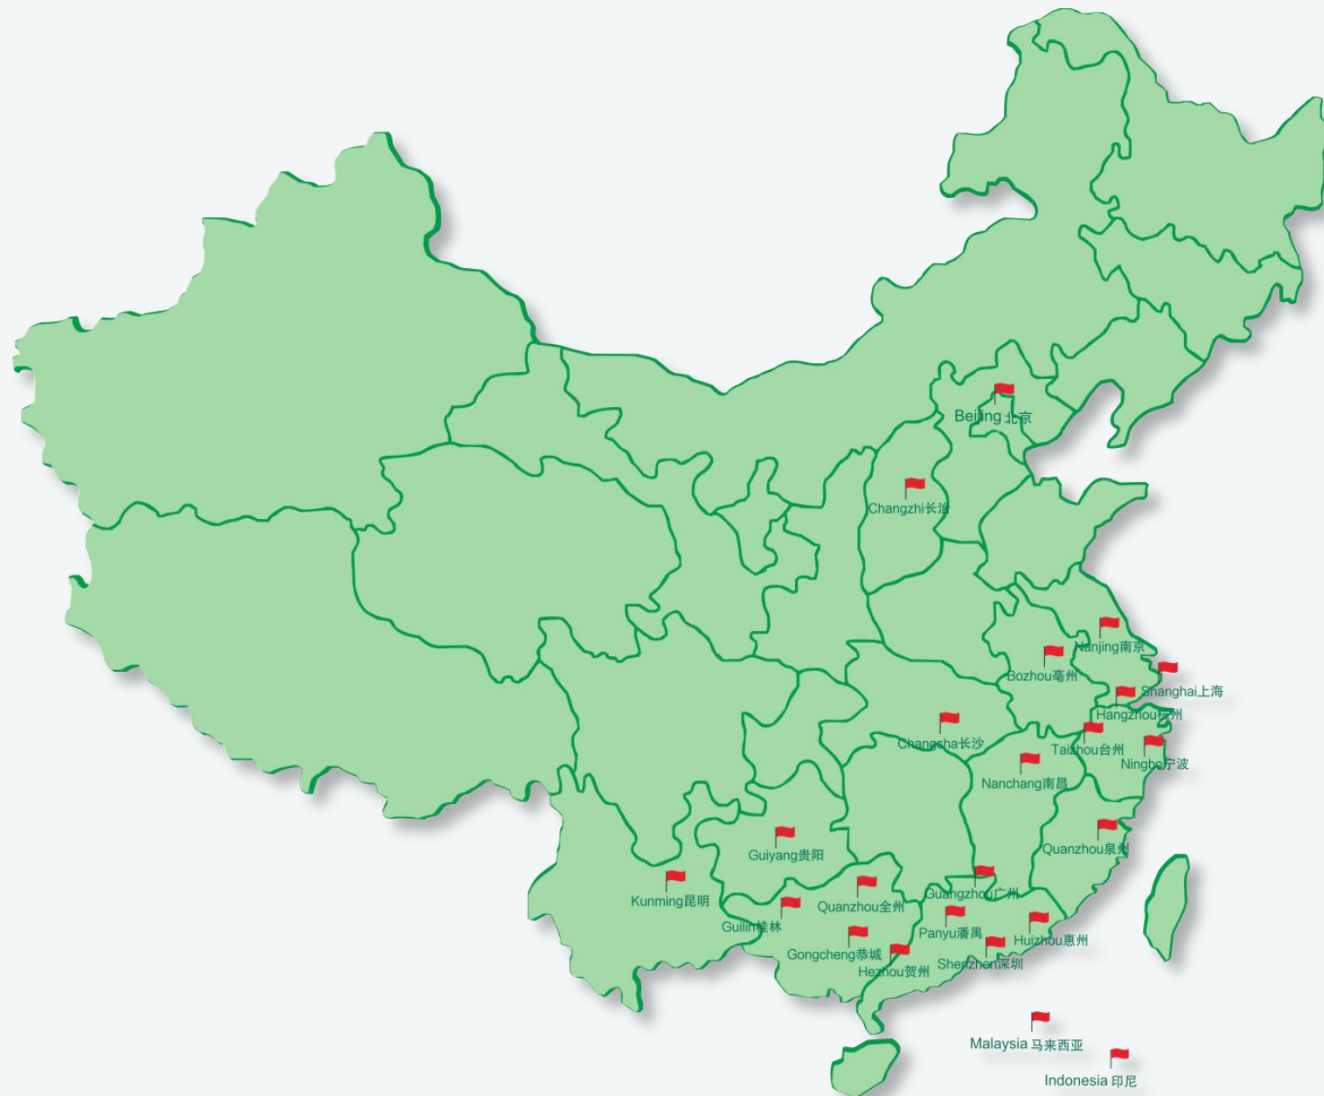 Beijing 北京
Changzhi长治
Nanjing南京
Bozhou亳州
Shanghai上海
Hangzhou杭州
Changsha长沙
Taizhou台州
Ningbo宁波
Nanchang南昌
Quanzhou泉州
Guiyang贵阳
Kunming昆明
Quanzhou全州
Guangzhou广州
Guilin桂林
Panyu潘禺
Huizhou惠州
Gongcheng恭城
Hezhou贺州
Shenzhen深圳
Malaysia 马来西亚
Indonesia 印尼